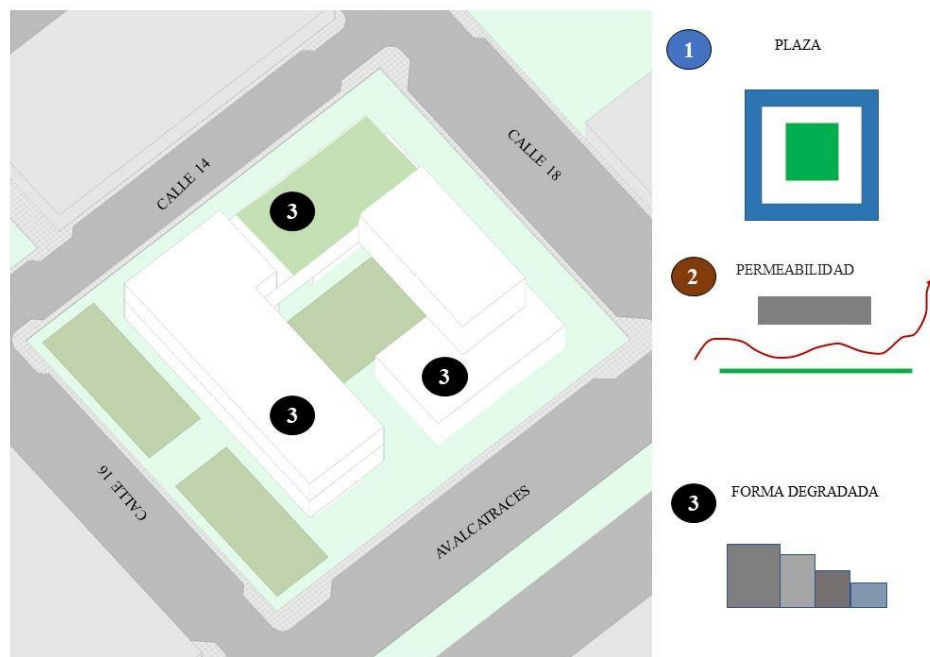 CALLE 14
CALLE 18
3
3
3
CALLE 16
AV.ALCATRACES
1
PLAZA
2
PERMEABILIDAD
3
FORMA DEGRADADA